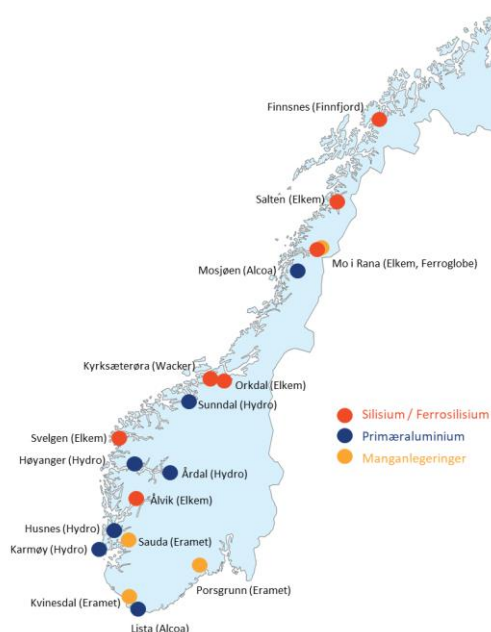 Finnsnes (Finnfjord)
Salten (Elkem)
Mo i Rana (Elkem, Ferroglobe)
Mosjøen (Alcoa)
Kyrksæterøra (Wacker)
Orkdal (Elkem)
Sunndal (Hydro)
Silisium / Ferrosilisium
Primæraluminium
Manganlegeringer
Svelgen (Elkem)
Høyanger (Hydro)
Årdal (Hydro)
Ålvik (Elkem)
Husnes (Hydro)
Sauda (Eramet)
Karmøy (Hydro)
Porsgrunn (Eramet)
Kvinesdal (Eramet)
Lista (Alcoa)